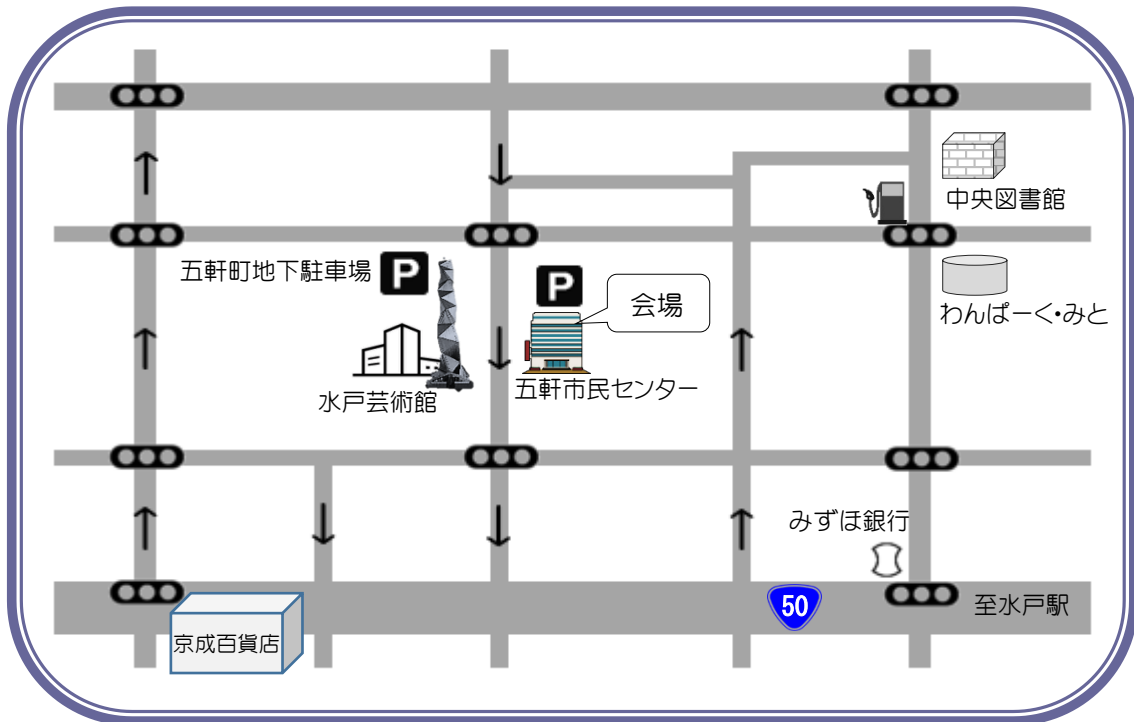 中央図書館
五軒町地下駐車場
P
P
会場
わんぱーく・みと
水戸芸術館
五軒市民センター
みずほ銀行
50
至水戸駅
京成百貨店